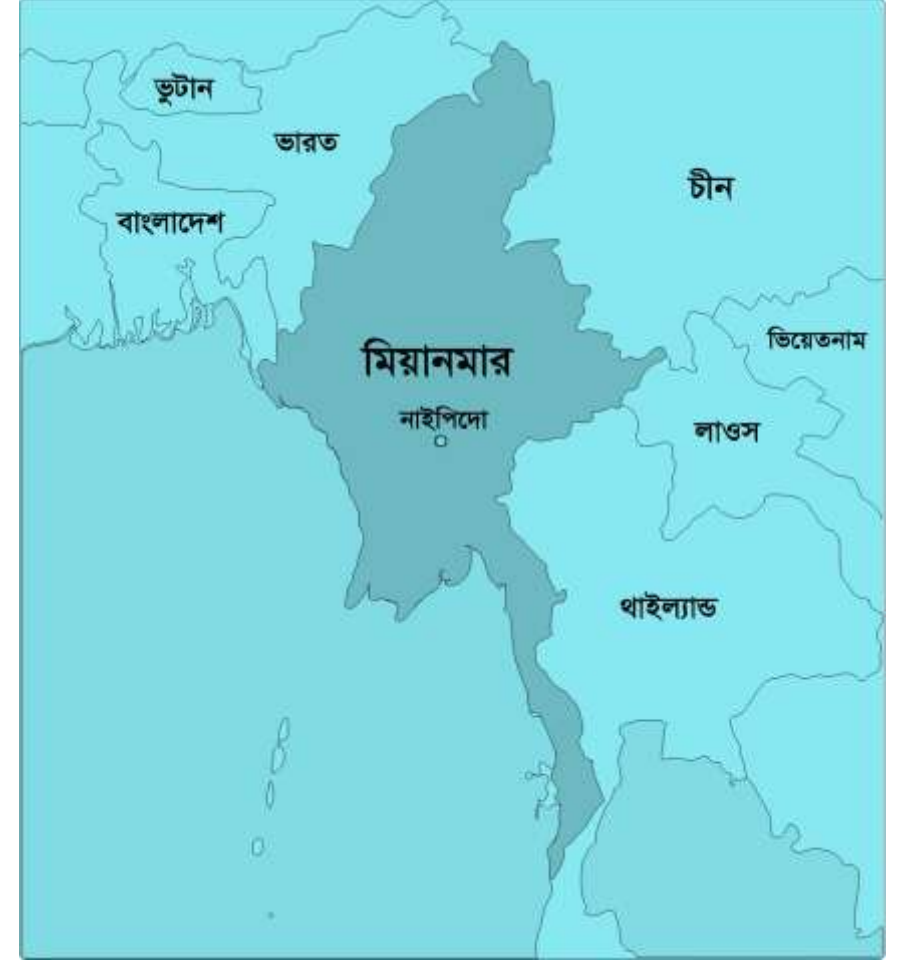 ভুটান
ভারত
চীন
বাংলাদেশ
ভিয়েতনাম
মিয়ানমার
নাইপিদো
লাওস
থাইল্যান্ড